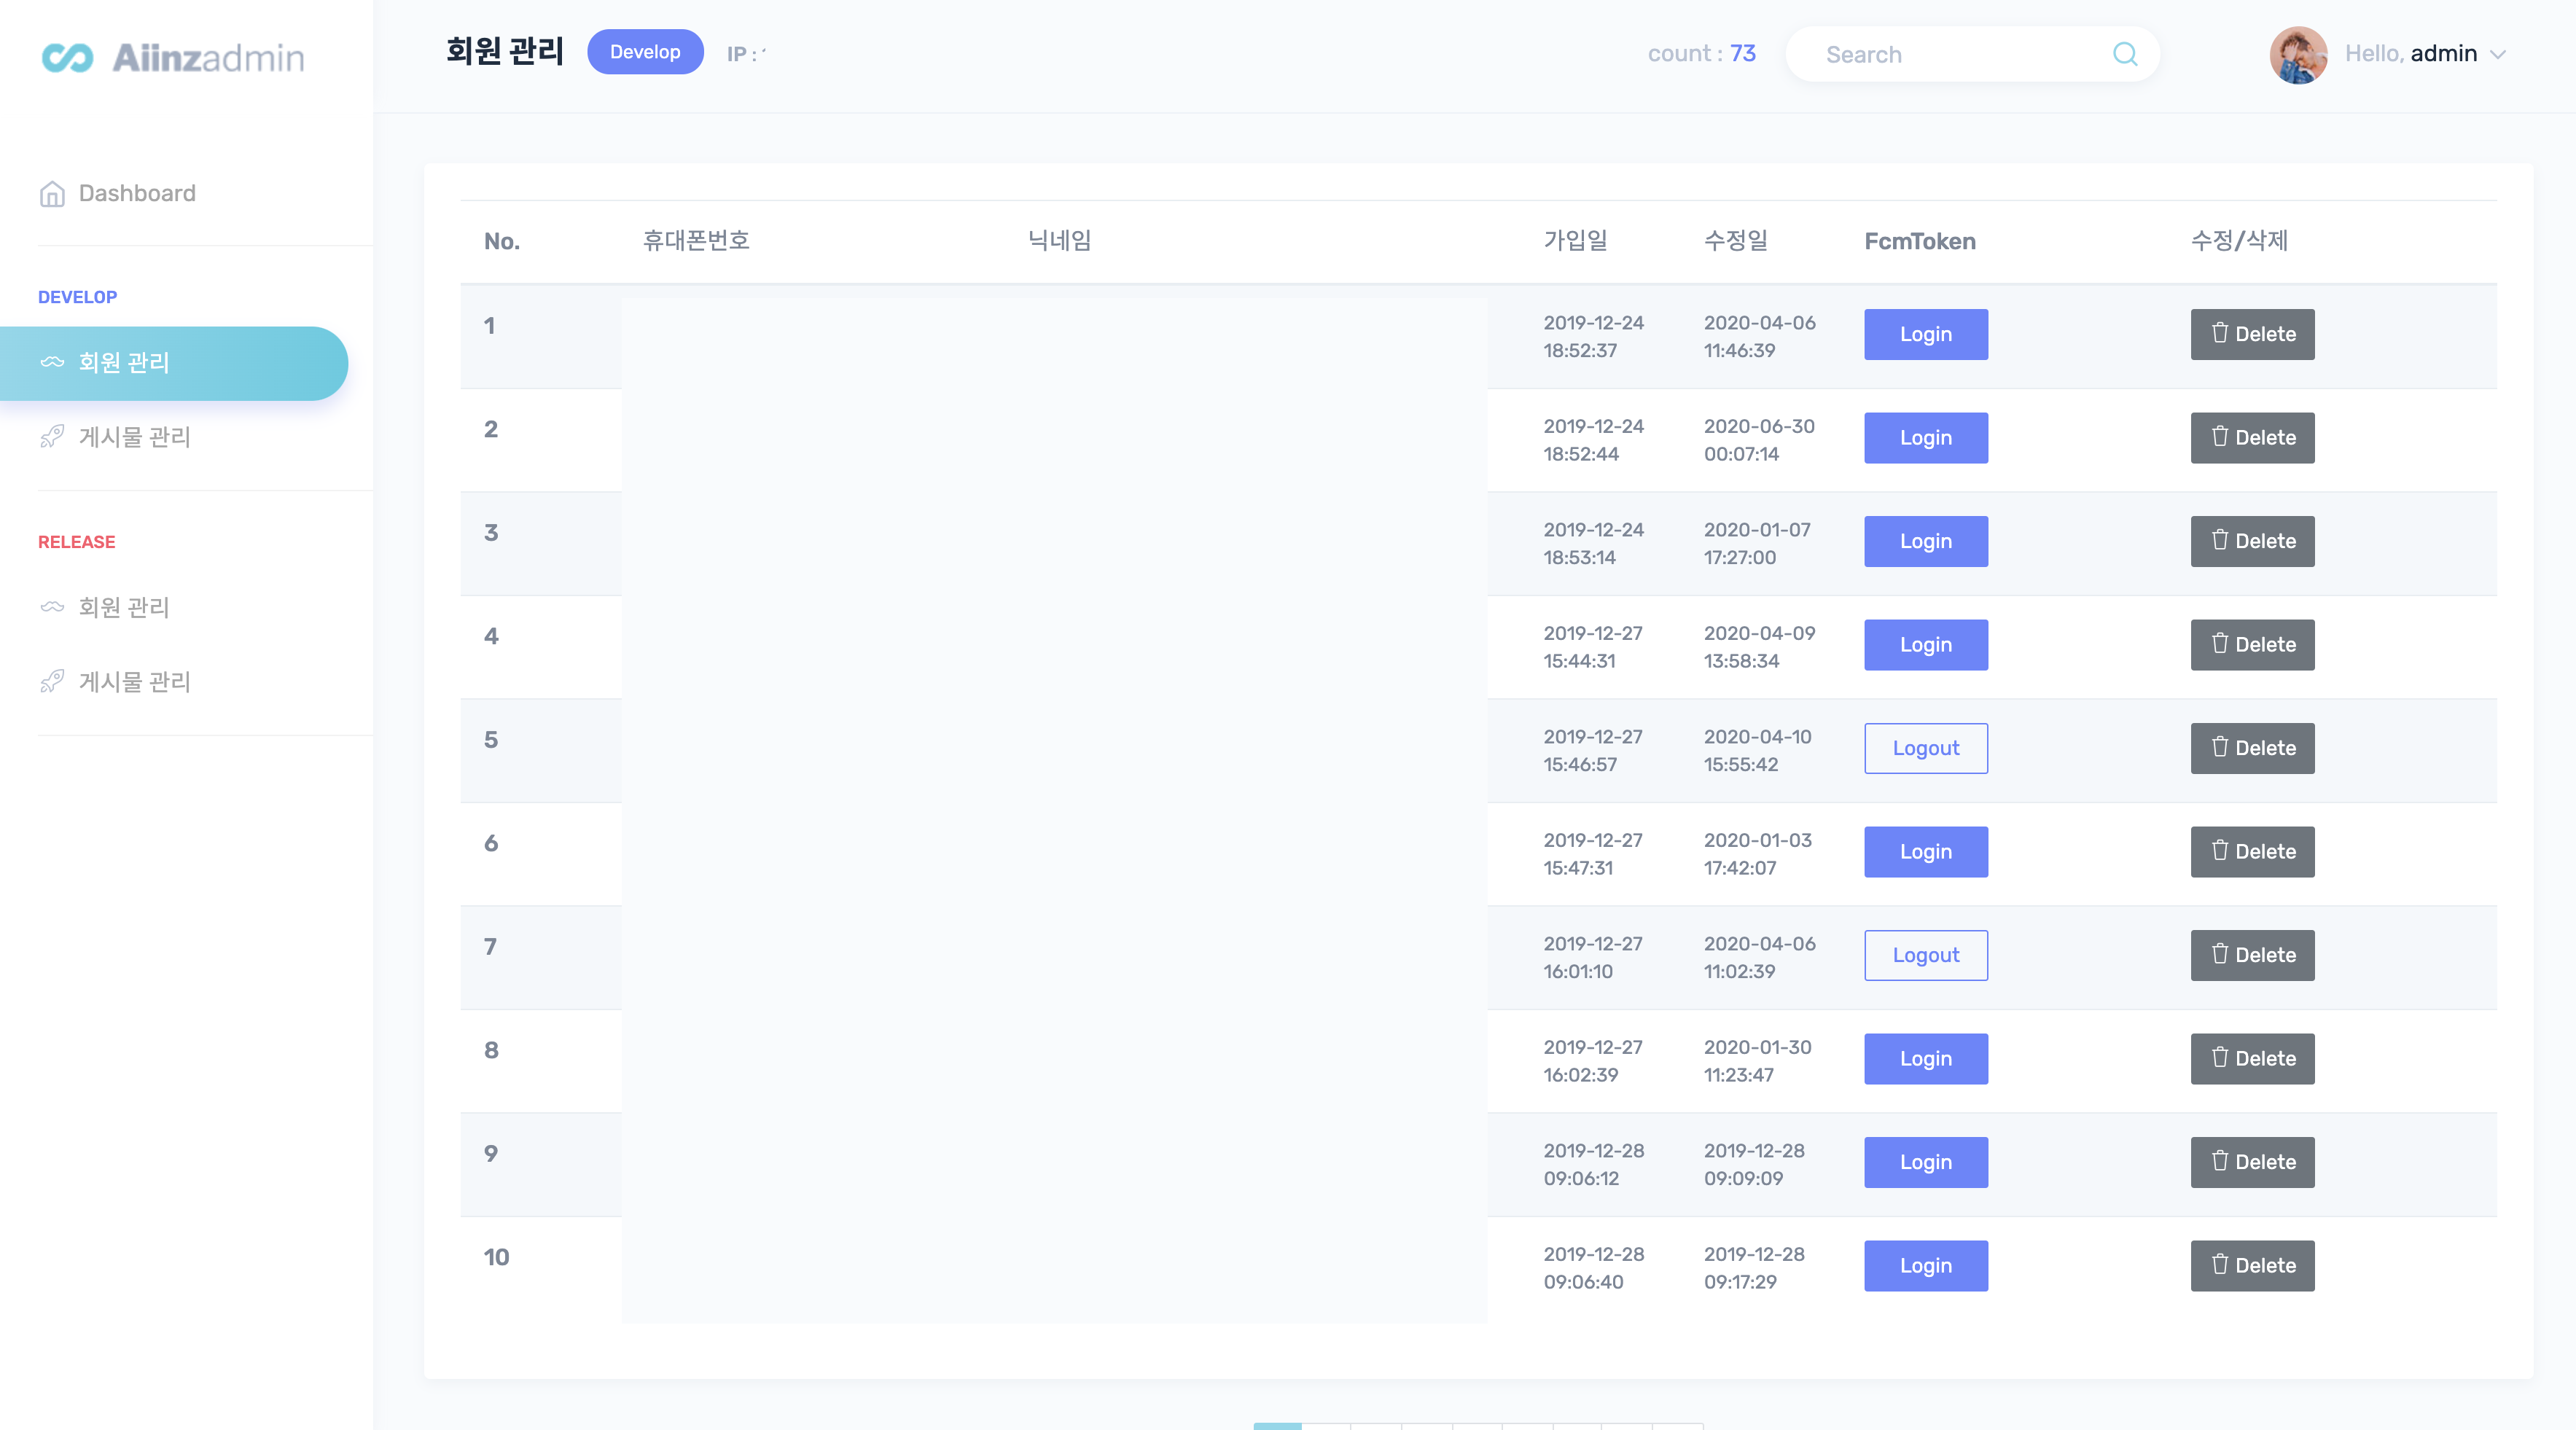 Aiinzadmin
회원 관리 Develop IP : count : 73 Search Hello, admin
Dashboard
DEVELOP
회원 관리
게시물 관리
RELEASE
회원 관리
게시물 관리
No. 휴대폰번호 닉네임 가입일 수정일 FcmToken 수정/삭제
1 2019-12-24 2020-04-06 Login Delete
18:52:37 11:46:39
2 2019-12-24 2020-06-30 Login Delete
18:52:44 00:07:14
3 2019-12-24 2020-01-07 Login Delete
18:53:14 17:27:00
4 2019-12-27 2020-04-09 Login Delete
15:44:31 13:58:34
5 2019-12-27 2020-04-10 Logout Delete
15:46:57 15:55:42
6 2019-12-27 2020-01-03 Login Delete
15:47:31 17:42:07
7 2019-12-27 2020-04-06 Logout Delete
16:01:10 11:02:39
8 2019-12-27 2020-01-30 Login Delete
16:02:39 11:23:47
9 2019-12-28 2019-12-28 Login Delete
09:06:12 09:09:09
10 2019-12-28 2019-12-28 Login Delete
09:06:40 09:17:29